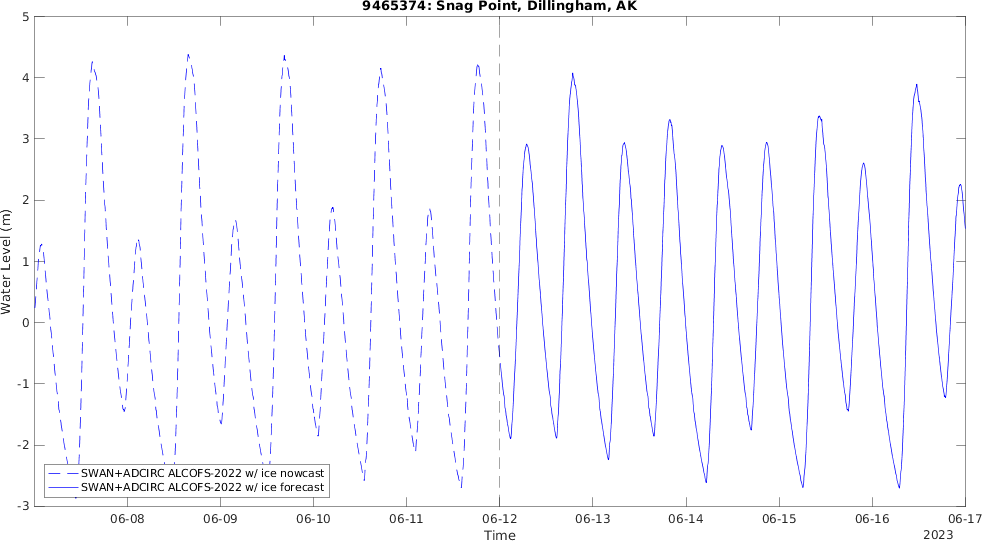 9465374: Snag Point, Dillingham, AK
5
4
3
2
1
0
-1
-2
-3
Water Level (m)
SWAN+ADCIRC ALCOFS-2022 w/ ice nowcast
SWAN+ADCIRC ALCOFS-2022 w/ ice forecast
06-08 06-09 06-10 06-11 06-12 06-13 06-14 06-15 06-16 06-17
Time
2023